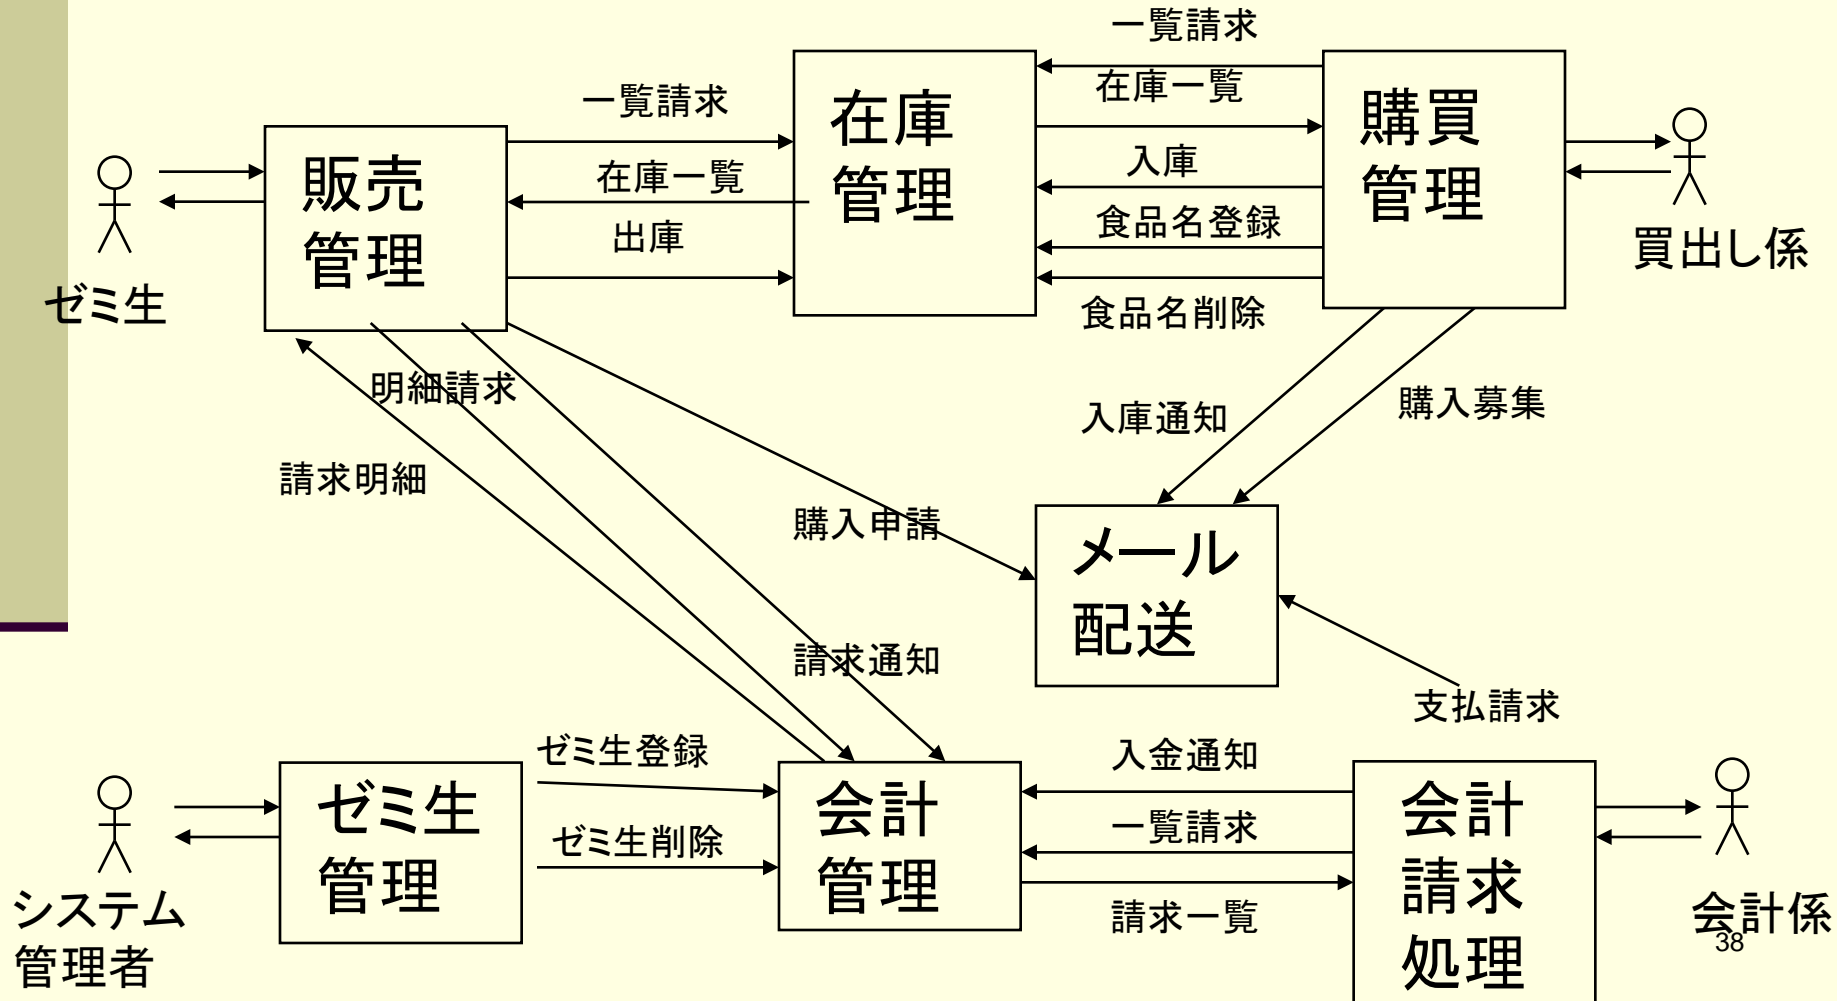 一覧請求
在庫一覧
入庫
食品名登録
食品名削除
一覧請求
在庫一覧
出庫
在庫
管理
購買
管理
販売
管理
ゼミ生
買出し係
明細請求
請求明細
購入申請
請求通知
入庫通知
購入募集
メール
配送
支払請求
ゼミ生登録
ゼミ生削除
ゼミ生
管理
会計
管理
入金通知
一覧請求
請求一覧
会計
請求
処理
システム
管理者
会計係
38